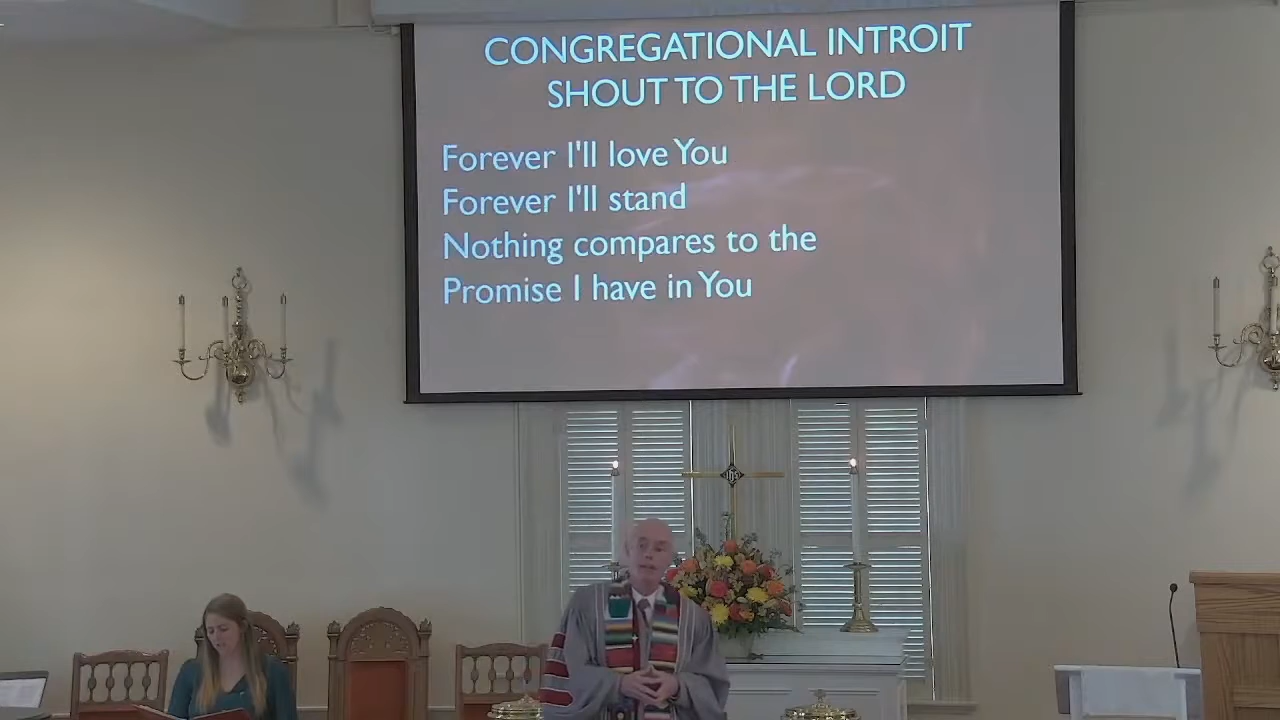 CONGREGATIONAL INTROIT
SHOUT TO THE LORD
Forever I'll love You
Forever I'll stand
Nothing compares to the
Promise I have in You
IHS